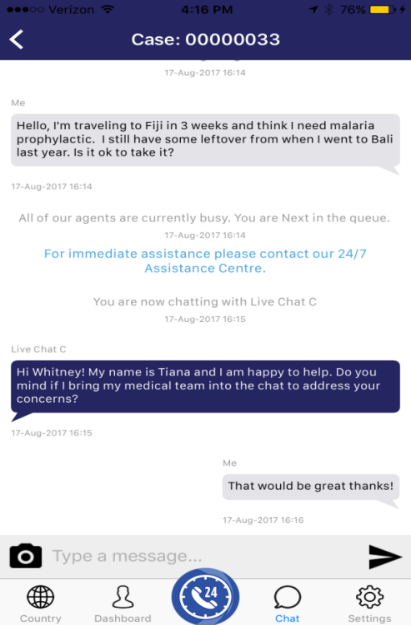 Verizon 4:16 PM 76%
Case: 00000033
17-Aug-2017 16:14
Me
Hello, I'm traveling to Fiji in 3 weeks and think I need malaria
prophylactic. I still have some leftover from when I went to Bali
last year. Is it ok to take it?
17-Aug-2017 16:14
All of our agents are currently busy. You are Next in the queue.
17-Aug-2017 16:14
For immediate assistance please contact our 24/7
Assistance Centre.
You are now chatting with Live Chat C
17-Aug-2017 16:15
Live Chat C
Hi Whitney! My name is Tiana and I am happy to help. Do you
mind if I bring my medical team into the chat to address your
concerns?
17-Aug-2017 16:15
Me
That would be great thanks!
17-Aug-2017 16:16
Type a message...
24
Country Dashboard Chat Settings